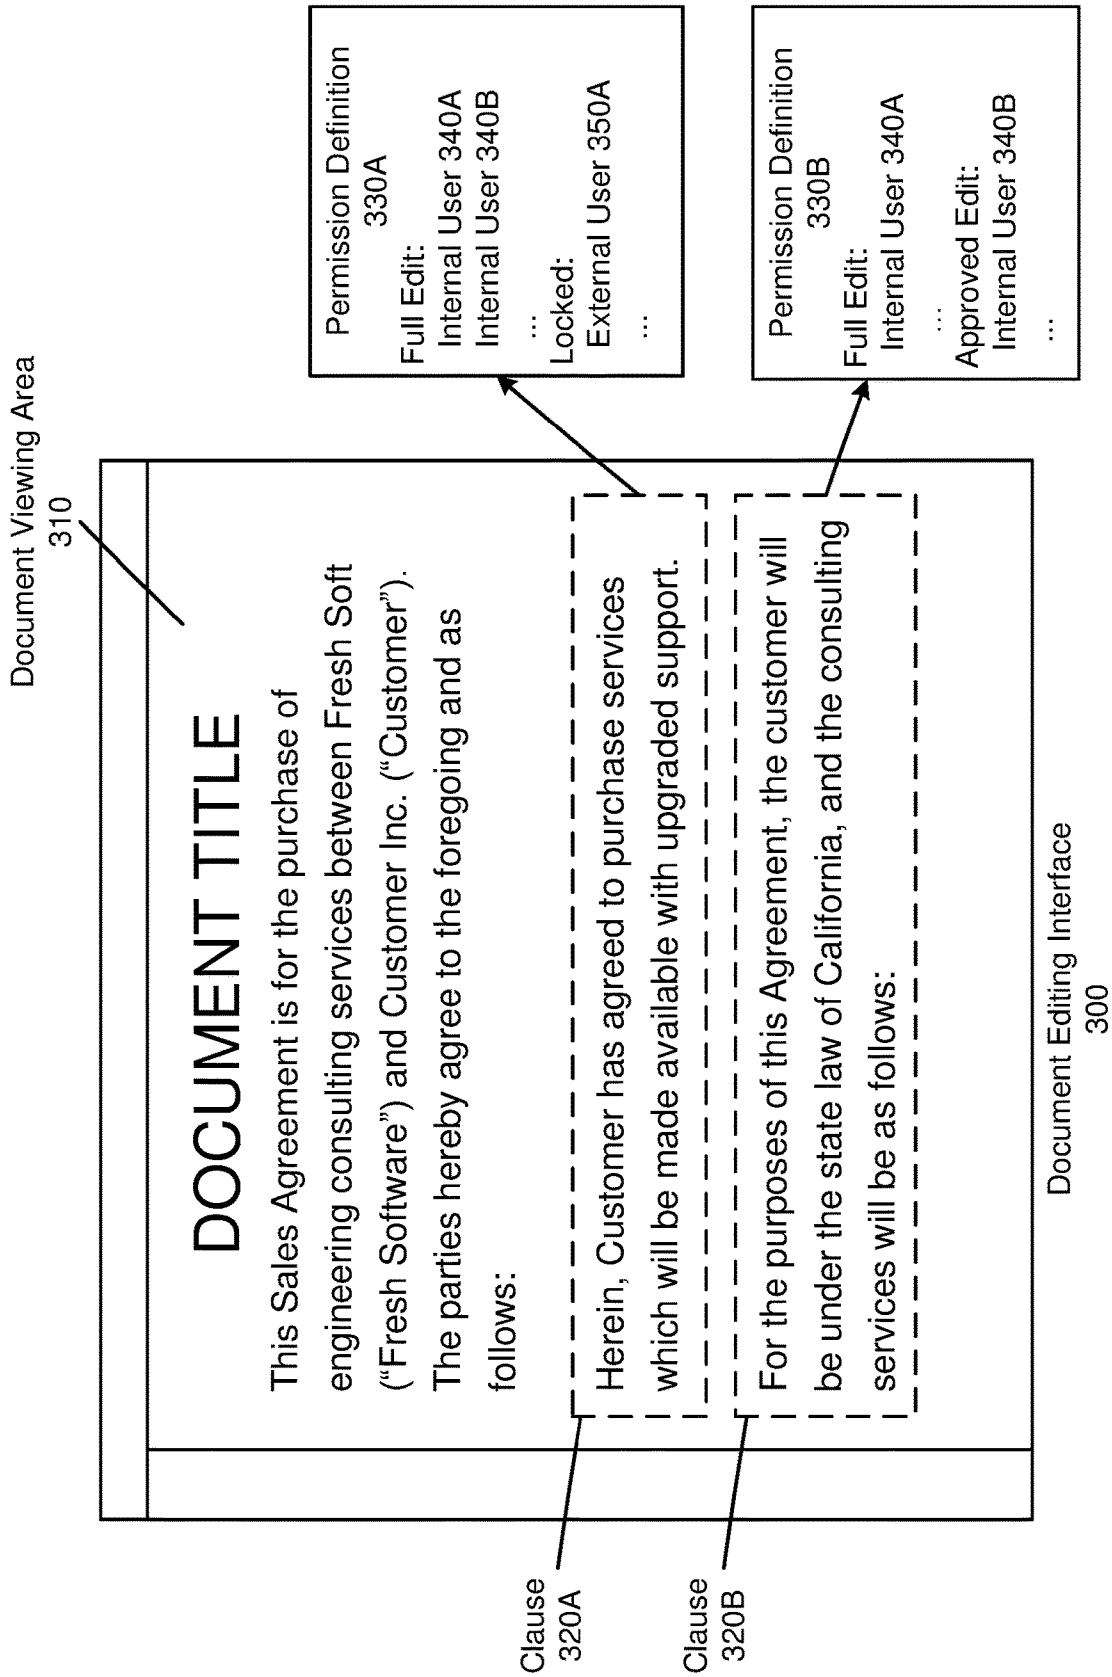 Document Viewing Area
310
DOCUMENT TITLE
This Sales Agreement is for the purchase of
engineering consulting services between Fresh Soft
(“Fresh Software”) and Customer Inc. (“Customer”).
The parties hereby agree to the foregoing and as
follows:
Clause
320A
Herein, Customer has agreed to purchase services
which will be made available with upgraded support.
Clause
320B
For the purposes of this Agreement, the customer will
be under the state law of California, and the consulting
services will be as follows:
Permission Definition
330A
Full Edit:
Internal User 340A
Internal User 340B
...
Locked:
External User 350A
...
Permission Definition
330B
Full Edit:
Internal User 340A
...
Approved Edit:
Internal User 340B
...
Document Editing Interface
300